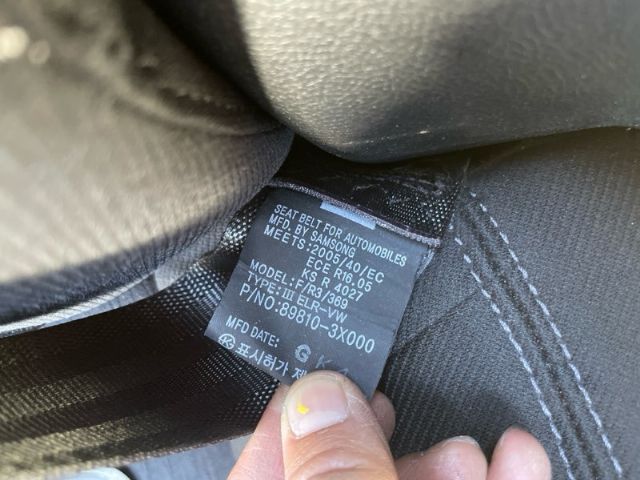 SEAT BELT FOR AUTOMOBILES
MFD. BY SAMSONG
MEETS:2005/40/EC
ECE R16.05
KS R 4027
MODEL:F/R3/369
TYPE:Ⅲ ELR-VW
P/NO:89810-3X000
MFD DATE: G K
표시허가